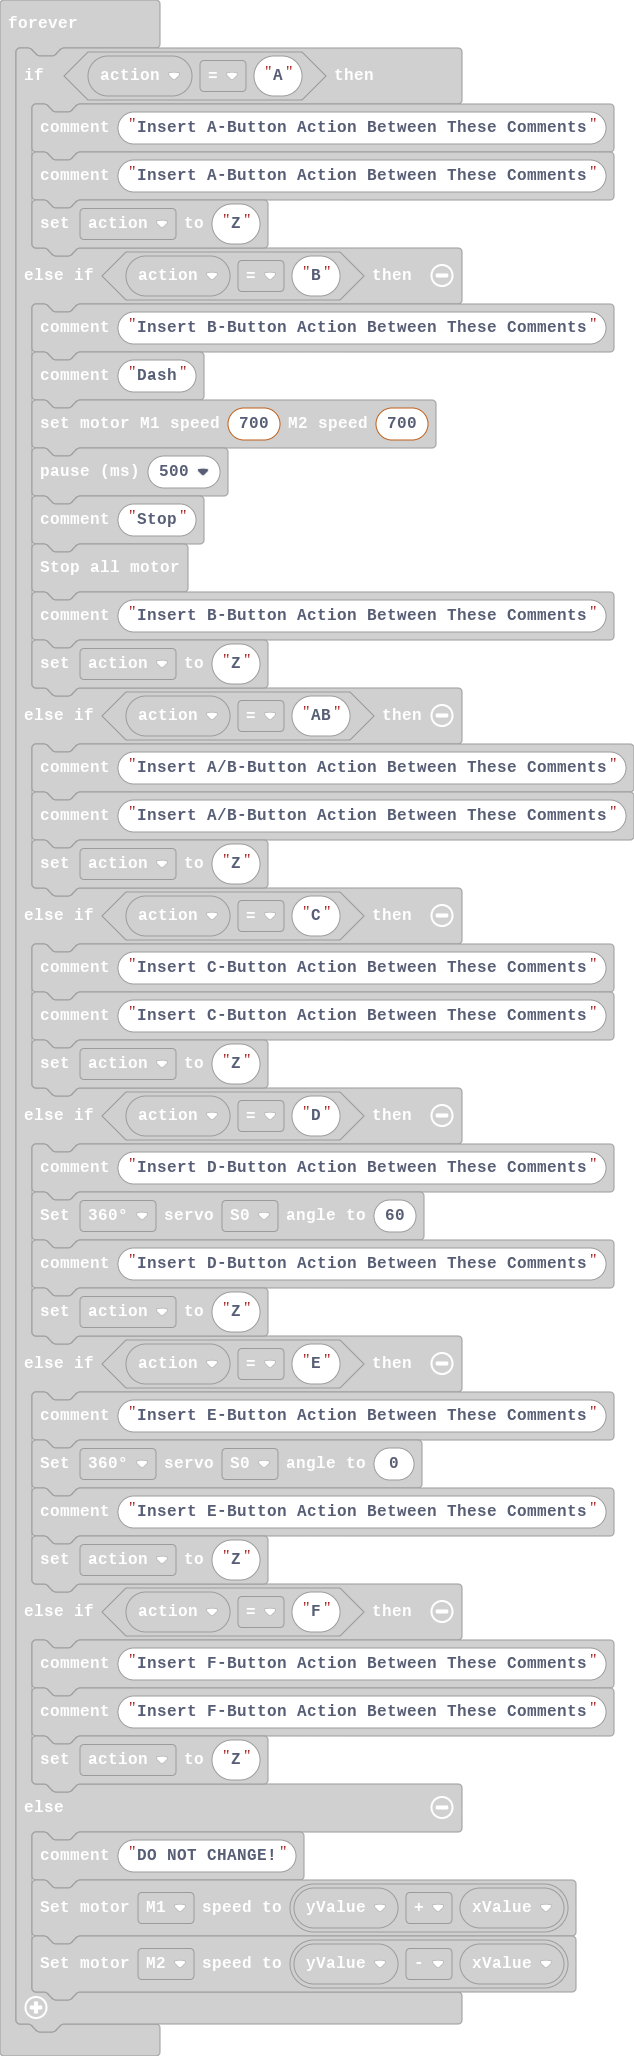 forever
if action = "A" then
comment "Insert A-Button Action Between These Comments"
comment "Insert A-Button Action Between These Comments"
set action to "Z"
else if action = "B" then
comment "Insert B-Button Action Between These Comments"
comment "Dash"
set motor M1 speed 700 M2 speed 700
pause (ms) 500
comment "Stop"
Stop all motor
comment "Insert B-Button Action Between These Comments"
set action to "Z"
else if action = "AB" then
comment "Insert A/B-Button Action Between These Comments"
comment "Insert A/B-Button Action Between These Comments"
set action to "Z"
else if action = "C" then
comment "Insert C-Button Action Between These Comments"
comment "Insert C-Button Action Between These Comments"
set action to "Z"
else if action = "D" then
comment "Insert D-Button Action Between These Comments"
Set 360° servo S0 angle to 60
comment "Insert D-Button Action Between These Comments"
set action to "Z"
else if action = "E" then
comment "Insert E-Button Action Between These Comments"
Set 360° servo S0 angle to 0
comment "Insert E-Button Action Between These Comments"
set action to "Z"
else if action = "F" then
comment "Insert F-Button Action Between These Comments"
comment "Insert F-Button Action Between These Comments"
set action to "Z"
else
comment "DO NOT CHANGE!"
Set motor M1 speed to yValue + xValue
Set motor M2 speed to yValue - xValue